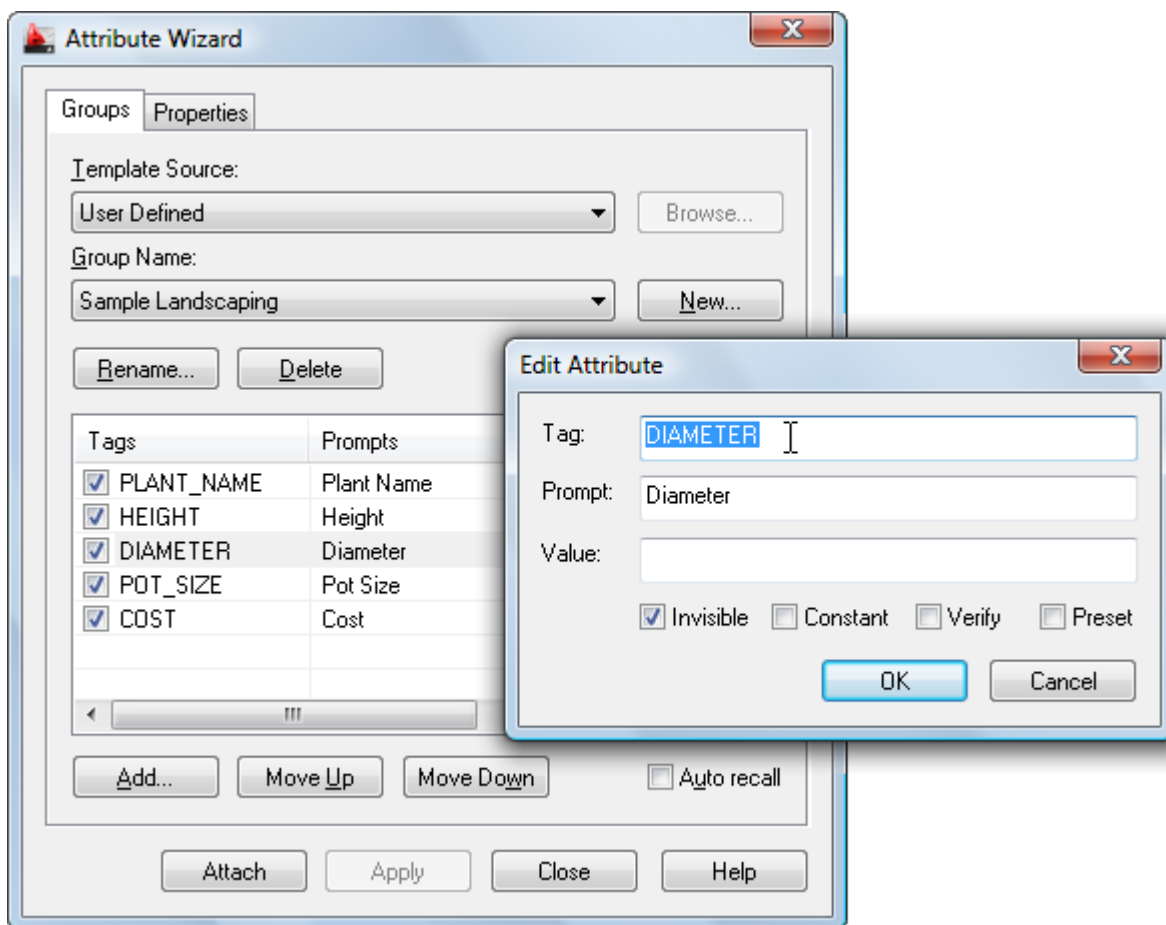 Attribute Wizard
Groups Properties
Template Source:
User Defined Browse...
Group Name:
Sample Landscaping New...
Rename... Delete
Tags Prompts
PLANT_NAME Plant Name
HEIGHT Height
DIAMETER Diameter
POT_SIZE Pot Size
COST Cost
Add... Move Up Move Down Auto recall
Attach Apply Close Help
Edit Attribute
Tag: DIAMETER
Prompt: Diameter
Value:
Invisible Constant Verify Preset
OK Cancel